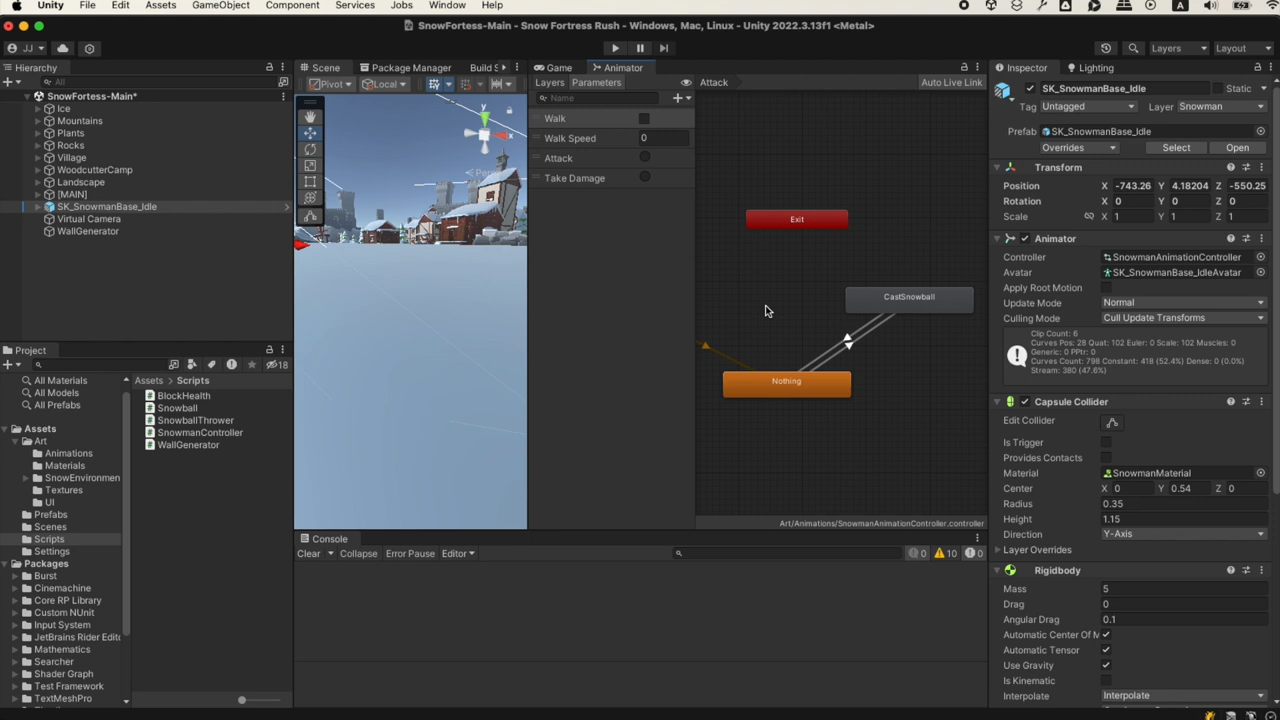 Unity File Edit Assets GameObject Component Services Jobs Window Help
SnowFortess-Main - Snow Fortress Rush - Windows, Mac, Linux - Unity 2022.3.13f1 <Metal>
JJ
Layers
Layout
Hierarchy
All
SnowFortess-Main*
Ice
Mountains
Plants
Rocks
Village
WoodcutterCamp
Landscape
[MAIN]
SK_SnowmanBase_Idle
Virtual Camera
WallGenerator
Project
18
All Materials
All Models
All Prefabs
Assets
Art
Animations
Materials
SnowEnvironmen
Textures
UI
Prefabs
Scenes
Scripts
Settings
Packages
Burst
Cinemachine
Core RP Library
Custom NUnit
Input System
JetBrains Rider Edito
Mathematics
Searcher
Shader Graph
Test Framework
TextMeshPro
Assets > Scripts
BlockHealth
Snowball
SnowballThrower
SnowmanController
WallGenerator
Scene Package Manager Build S
Pivot Local
y
x
Persp
Game Animator
Layers Parameters
Attack
Auto Live Link
Name
Walk
Walk Speed 0
Attack
Take Damage
Exit
CastSnowball
Nothing
Art/Animations/SnowmanAnimationController.controller
Console
Clear Collapse Error Pause Editor
0 10 0
Inspector Lighting
SK_SnowmanBase_Idle Static
Tag Untagged Layer Snowman
Prefab SK_SnowmanBase_Idle
Overrides Select Open
Transform
Position X -743.26 Y 4.18204 Z -550.25
Rotation X 0 Y 0 Z 0
Scale X 1 Y 1 Z 1
Animator
Controller SnowmanAnimationController
Avatar SK_SnowmanBase_IdleAvatar
Apply Root Motion
Update Mode Normal
Culling Mode Cull Update Transforms
Clip Count: 6
Curves Pos: 28 Quat: 102 Euler: 0 Scale: 102 Muscles: 0
Generic: 0 PPtr: 0
Curves Count: 798 Constant: 418 (52.4%) Dense: 0 (0.0%)
Stream: 380 (47.6%)
Capsule Collider
Edit Collider
Is Trigger
Provides Contacts
Material SnowmanMaterial
Center X 0 Y 0.54 Z 0
Radius 0.35
Height 1.15
Direction Y-Axis
Layer Overrides
Rigidbody
Mass 5
Drag 0
Angular Drag 0.1
Automatic Center Of M
Automatic Tensor
Use Gravity
Is Kinematic
Interpolate Interpolate